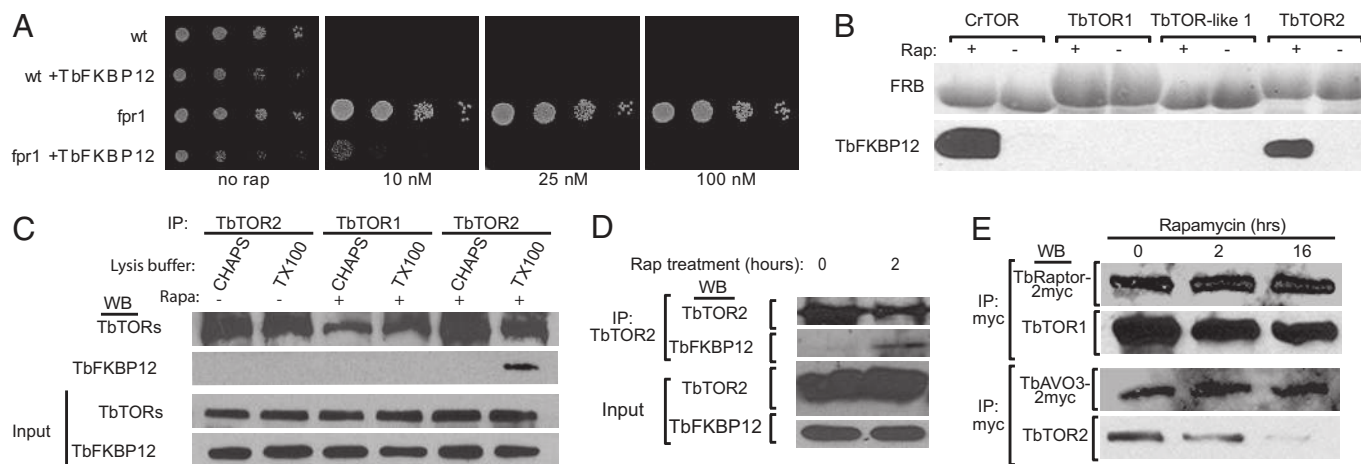 A
wt
wt +TbFKBP12
fpr1
fpr1 +TbFKBP12
no rap 10 nM 25 nM 100 nM
B
CrTOR TbTOR1 TbTOR-like 1 TbTOR2
Rap: + - + - + - + -
FRB
TbFKBP12
C
IP: TbTOR2 TbTOR1 TbTOR2
Lysis buffer: CHAPS TX100 CHAPS TX100 CHAPS TX100
WB Rapa: - - + + + +
TbTORs
TbFKBP12
Input
TbTORs
TbFKBP12
D
Rap treatment (hours): 0 2
WB
IP: TbTOR2
TbTOR2
TbFKBP12
Input
TbTOR2
TbFKBP12
E
Rapamycin (hrs)
WB 0 2 16
IP: myc
TbRaptor-2myc
TbTOR1
IP: myc
TbAVO3-2myc
TbTOR2